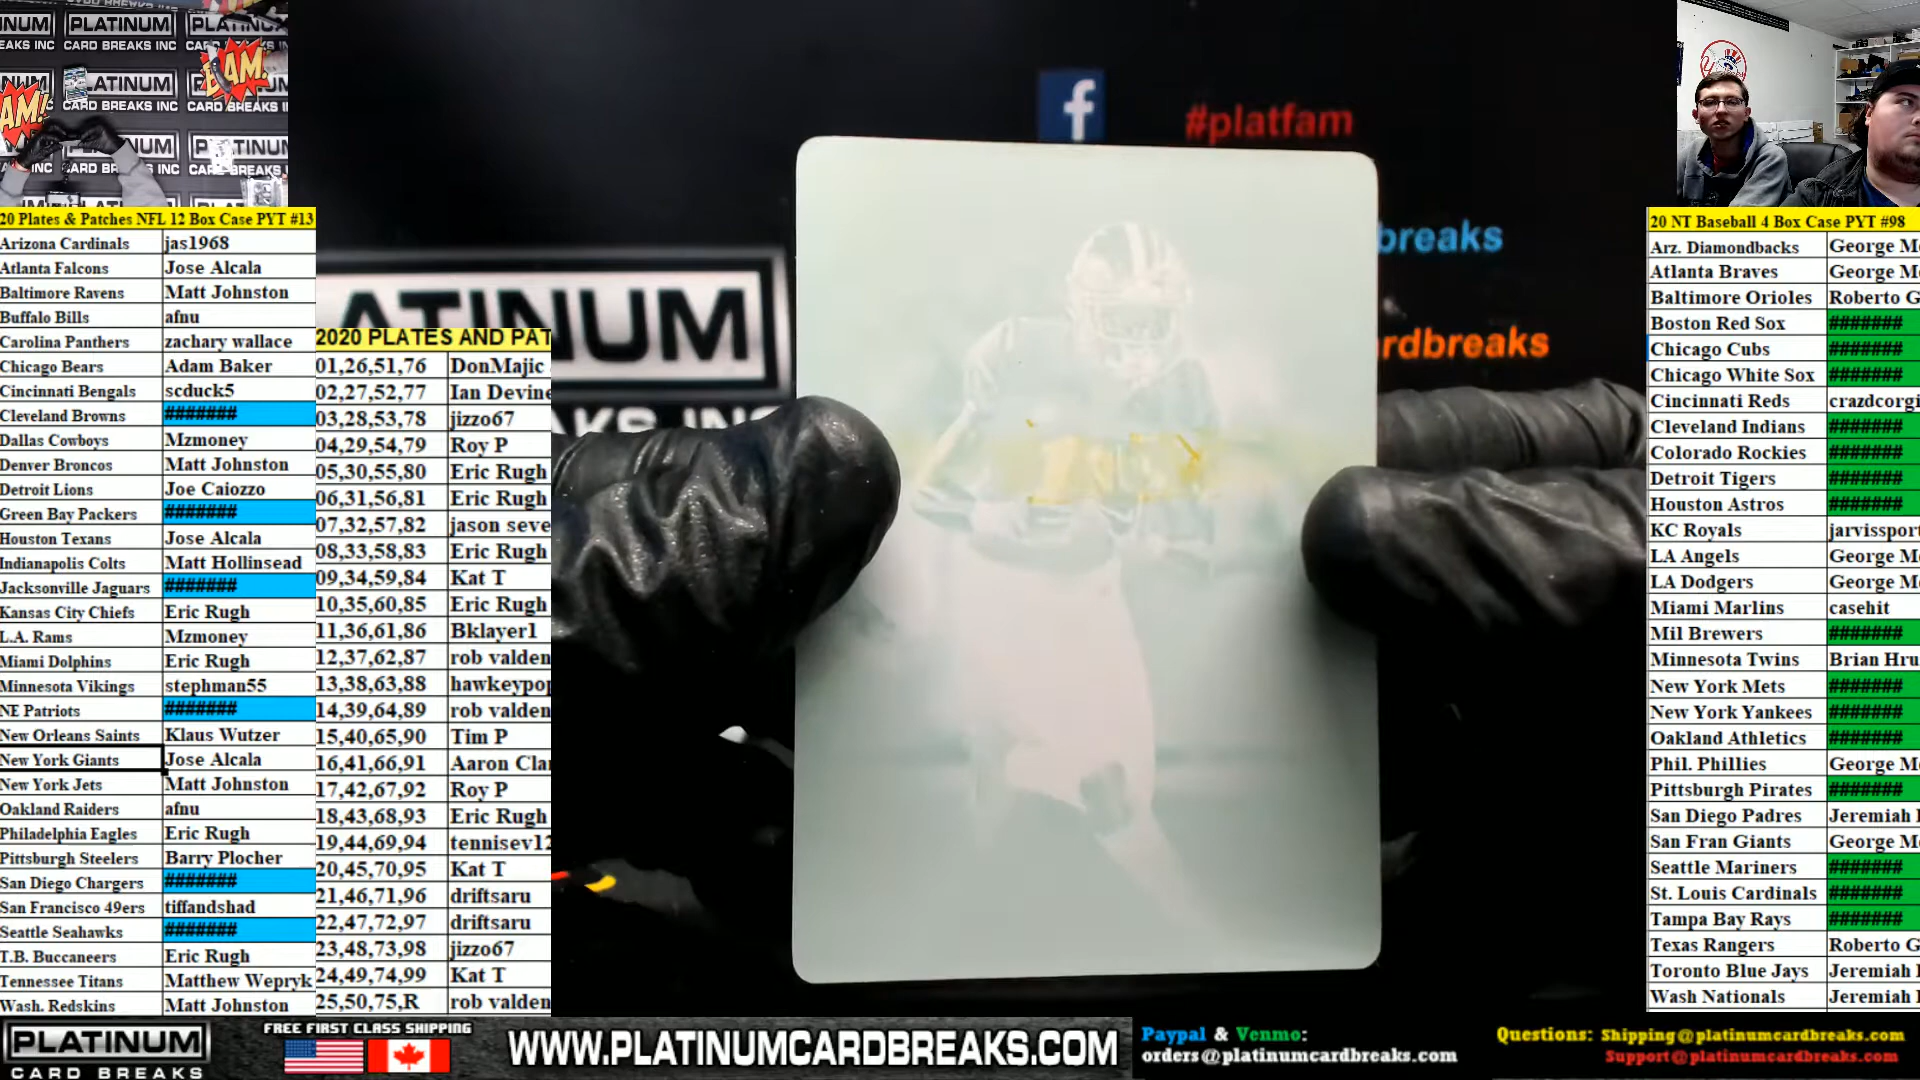 PLATINUM
CARD BREAKS INC
BAM!
20 Plates & Patches NFL 12 Box Case PYT #13
Arizona Cardinals jas1968
Atlanta Falcons Jose Alcala
Baltimore Ravens Matt Johnston
Buffalo Bills afnu
Carolina Panthers zachary wallace
Chicago Bears Adam Baker
Cincinnati Bengals scduck5
Cleveland Browns #######
Dallas Cowboys Mzmoney
Denver Broncos Matt Johnston
Detroit Lions Joe Caiozzo
Green Bay Packers #######
Houston Texans Jose Alcala
Indianapolis Colts Matt Hollinsead
Jacksonville Jaguars #######
Kansas City Chiefs Eric Rugh
L.A. Rams Mzmoney
Miami Dolphins Eric Rugh
Minnesota Vikings stephman55
NE Patriots #######
New Orleans Saints Klaus Wutzer
New York Giants Jose Alcala
New York Jets Matt Johnston
Oakland Raiders afnu
Philadelphia Eagles Eric Rugh
Pittsburgh Steelers Barry Plocher
San Diego Chargers #######
San Francisco 49ers tiffandshad
Seattle Seahawks #######
T.B. Buccaneers Eric Rugh
Tennessee Titans Matthew Wepryk
Wash. Redskins Matt Johnston
2020 PLATES AND PAT
01,26,51,76 DonMajic
02,27,52,77 Ian Devine
03,28,53,78 jizzo67
04,29,54,79 Roy P
05,30,55,80 Eric Rugh
06,31,56,81 Eric Rugh
07,32,57,82 jason seve
08,33,58,83 Eric Rugh
09,34,59,84 Kat T
10,35,60,85 Eric Rugh
11,36,61,86 Bklayer1
12,37,62,87 rob valden
13,38,63,88 hawkeypop
14,39,64,89 rob valden
15,40,65,90 Tim P
16,41,66,91 Aaron Clar
17,42,67,92 Roy P
18,43,68,93 Eric Rugh
19,44,69,94 tennisev12
20,45,70,95 Kat T
21,46,71,96 driftsaru
22,47,72,97 driftsaru
23,48,73,98 jizzo67
24,49,74,99 Kat T
25,50,75,R rob valden
ATINUM
f
#platfam
breaks
rdbreaks
20 NT Baseball 4 Box Case PYT #98
Arz. Diamondbacks George Mc
Atlanta Braves George Mc
Baltimore Orioles Roberto G
Boston Red Sox #######
Chicago Cubs #######
Chicago White Sox #######
Cincinnati Reds crazdcorgi
Cleveland Indians #######
Colorado Rockies #######
Detroit Tigers #######
Houston Astros #######
KC Royals jarvissport
LA Angels George Mc
LA Dodgers George Mc
Miami Marlins casehit
Mil Brewers #######
Minnesota Twins Brian Hru
New York Mets #######
New York Yankees #######
Oakland Athletics #######
Phil. Phillies George Mc
Pittsburgh Pirates #######
San Diego Padres Jeremiah
San Fran Giants George Mc
Seattle Mariners #######
St. Louis Cardinals #######
Tampa Bay Rays #######
Texas Rangers Roberto G
Toronto Blue Jays Jeremiah
Wash Nationals Jeremiah
PLATINUM
CARD BREAKS
FREE FIRST CLASS SHIPPING
WWW.PLATINUMCARDBREAKS.COM
Paypal & Venmo:
orders@platinumcardbreaks.com
Questions: Shipping@platinumcardbreaks.com
Support@platinumcardbreaks.com